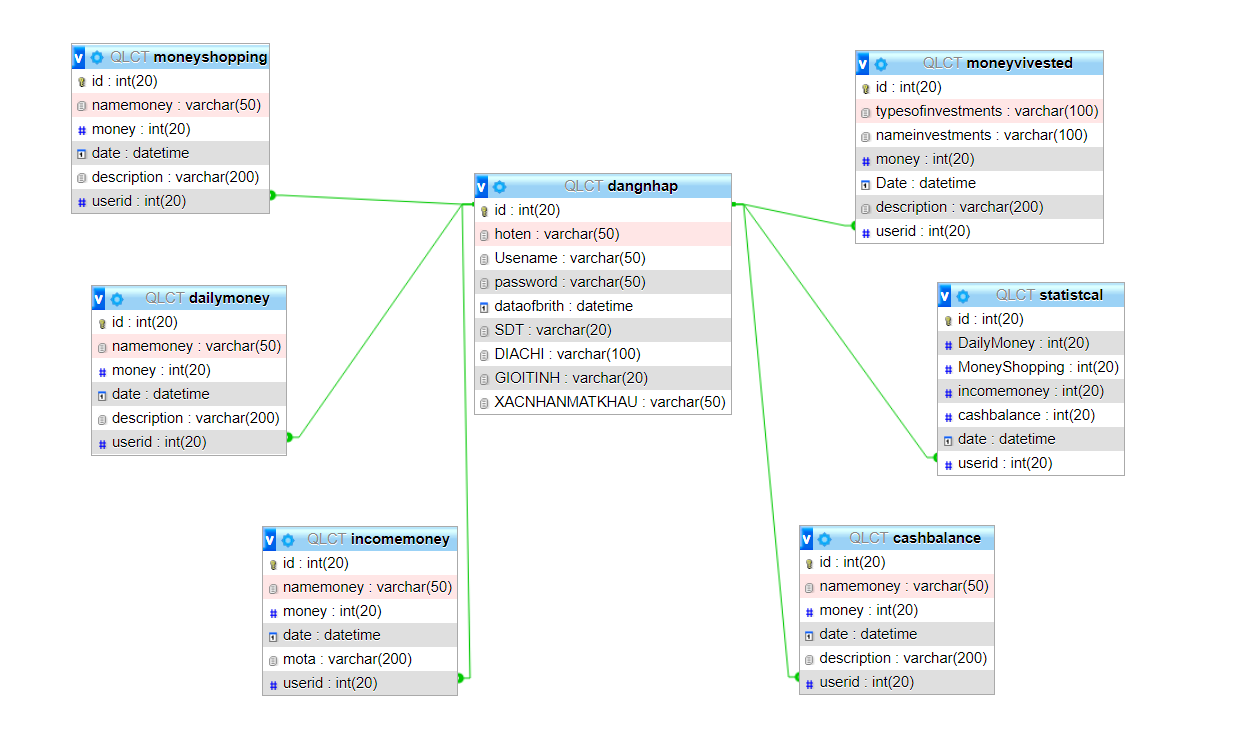 QLCT moneyshopping
id : int(20)
namemoney : varchar(50)
money : int(20)
date : datetime
description : varchar(200)
userid : int(20)
QLCT dailymoney
id : int(20)
namemoney : varchar(50)
money : int(20)
date : datetime
description : varchar(200)
userid : int(20)
QLCT incomemoney
id : int(20)
namemoney : varchar(50)
money : int(20)
date : datetime
mota : varchar(200)
userid : int(20)
QLCT dangnhap
id : int(20)
hoten : varchar(50)
Usename : varchar(50)
password : varchar(50)
dataofbrith : datetime
SDT : varchar(20)
DIACHI : varchar(100)
GIOITINH : varchar(20)
XACNHANMATKHAU : varchar(50)
QLCT moneyvivested
id : int(20)
typesofinvestments : varchar(100)
nameinvestments : varchar(100)
money : int(20)
Date : datetime
description : varchar(200)
userid : int(20)
QLCT statistcal
id : int(20)
DailyMoney : int(20)
MoneyShopping : int(20)
incomemoney : int(20)
cashbalance : int(20)
date : datetime
userid : int(20)
QLCT cashbalance
id : int(20)
namemoney : varchar(50)
money : int(20)
date : datetime
description : varchar(200)
userid : int(20)